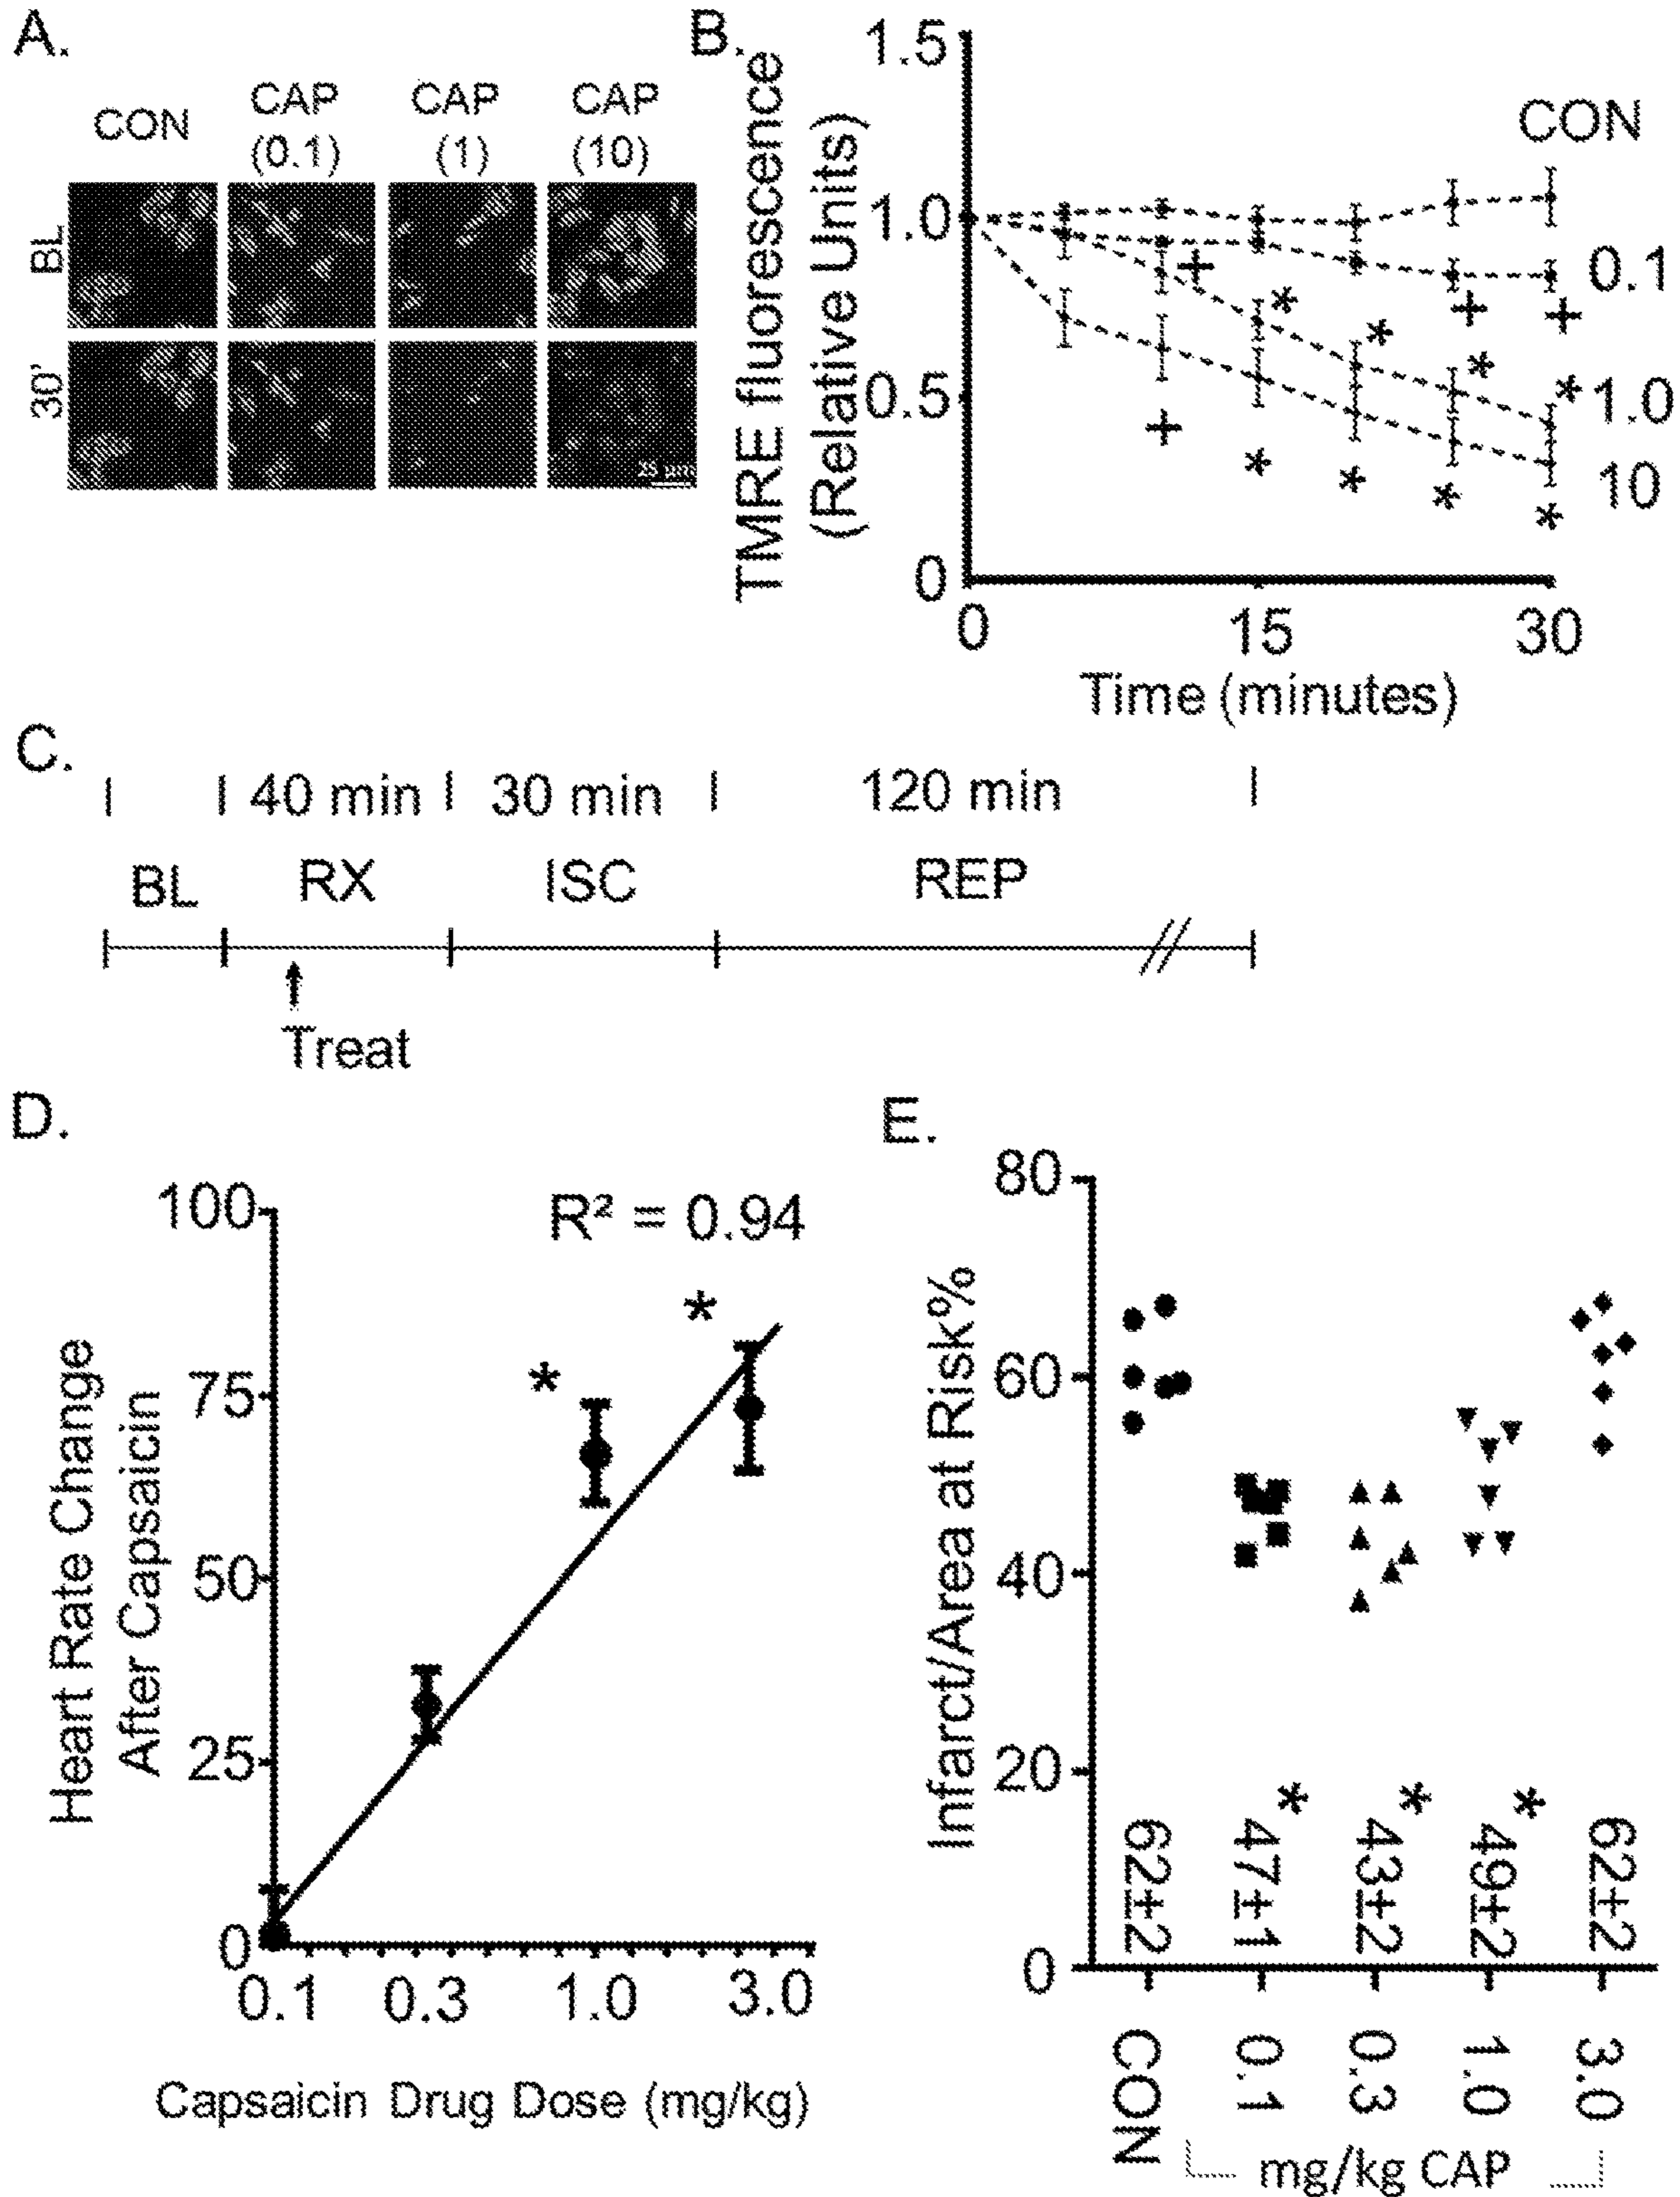 A.
CON
CAP (0.1)
CAP (1)
CAP (10)
BL
30'
25 µm
B.
TMRE fluorescence
(Relative Units)
1.5
1.0
0.5
0
0 15 30
Time (minutes)
CON
0.1
1.0
10
+
*
*
+
+
*
*
+
*
*
*
*
C.
40 min 30 min 120 min
BL RX ISC REP
Treat
D.
R² = 0.94
*
*
Heart Rate Change
After Capsaicin
100
75
50
25
0
0.1 0.3 1.0 3.0
Capsaicin Drug Dose (mg/kg)
E.
Infarct/Area at Risk%
80
60
40
20
0
62±2 47±1* 43±2* 49±2* 62±2
CON 0.1 0.3 1.0 3.0
mg/kg CAP